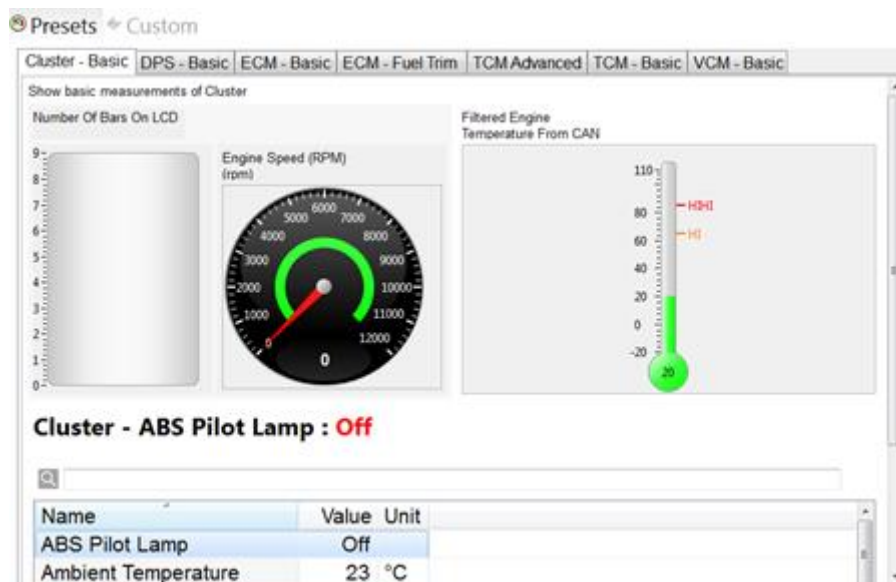 Presets Custom
Cluster - Basic DPS - Basic ECM - Basic ECM - Fuel Trim TCM Advanced TCM - Basic VCM - Basic
Show basic measurements of Cluster
Number Of Bars On LCD
9
8
7
6
5
4
3
2
1
0
Engine Speed (RPM)
(rpm)
0
1000
2000
3000
4000
5000
6000
7000
8000
9000
10000
11000
12000
0
Filtered Engine
Temperature From CAN
110
80
60
40
20
0
-20
HIHI
HI
20
Cluster - ABS Pilot Lamp : Off
Name Value Unit
ABS Pilot Lamp Off
Ambient Temperature 23 °C